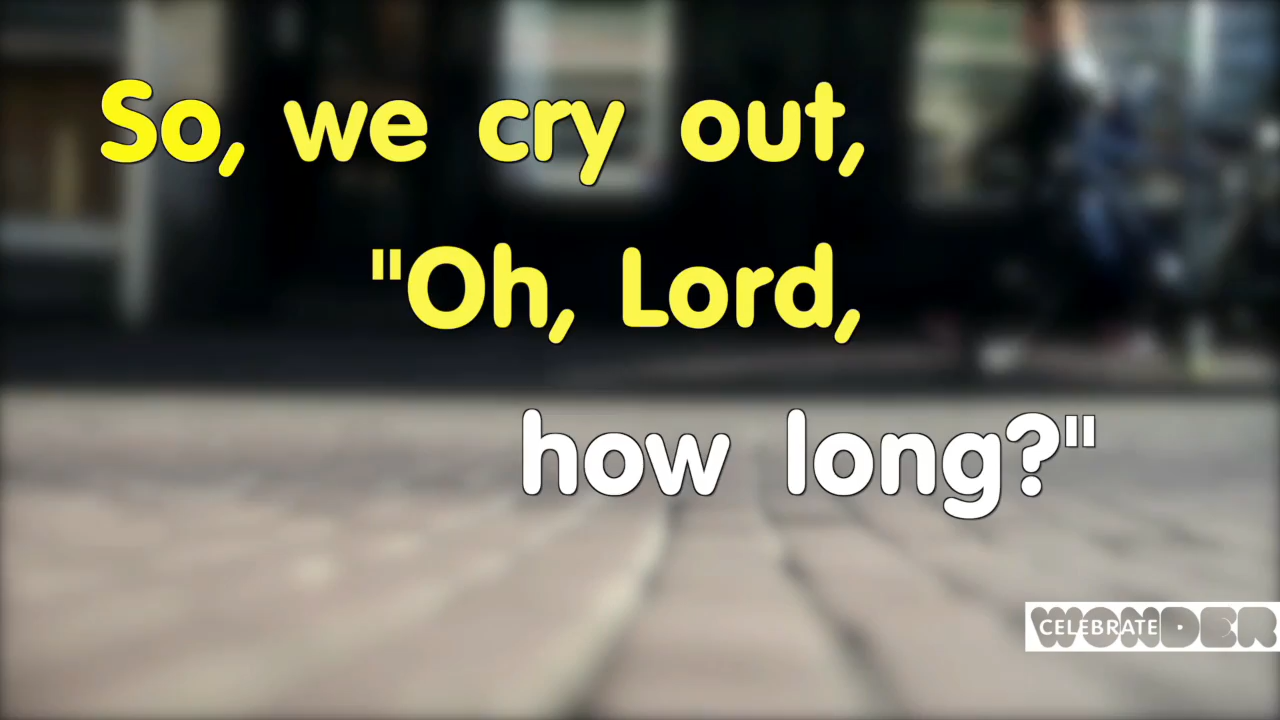 So, we cry out,
"Oh, Lord,
how long?"
CELEBRATE WONDER